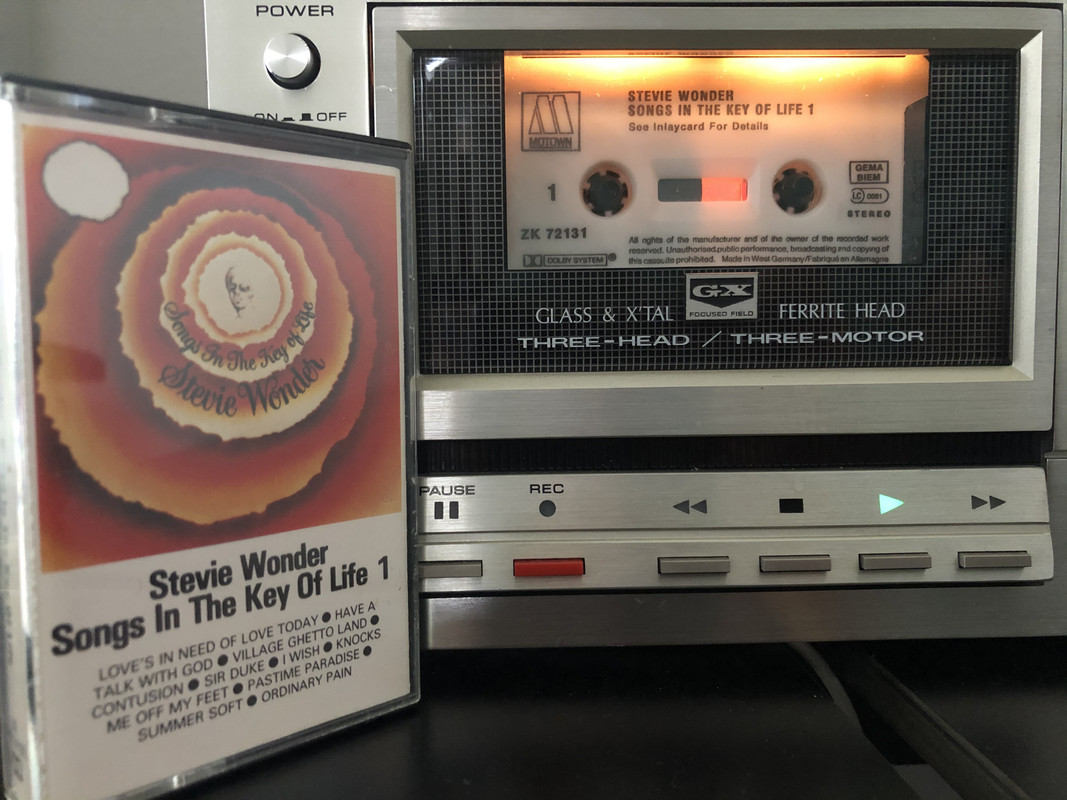 POWER
ON OFF
Songs In The Key of Life
Stevie Wonder
Stevie Wonder
Songs In The Key Of Life 1
LOVE'S IN NEED OF LOVE TODAY ● HAVE A
TALK WITH GOD ● VILLAGE GHETTO LAND ●
CONTUSION ● SIR DUKE ● I WISH ● KNOCKS
ME OFF MY FEET ● PASTIME PARADISE ●
SUMMER SOFT ● ORDINARY PAIN
MOTOWN
STEVIE WONDER
SONGS IN THE KEY OF LIFE 1
See Inlaycard For Details
1
GEMA
BIEM
LC 0061
STEREO
ZK 72131
DOLBY SYSTEM®
All rights of the manufacturer and of the owner of the recorded work
reserved. Unauthorised public performance, broadcasting and copying of
this cassette prohibited. Made in West Germany/Fabriqué en Allemagne
GPX
FOCUSED FIELD
GLASS & X'TAL FERRITE HEAD
THREE-HEAD / THREE-MOTOR
PAUSE
REC